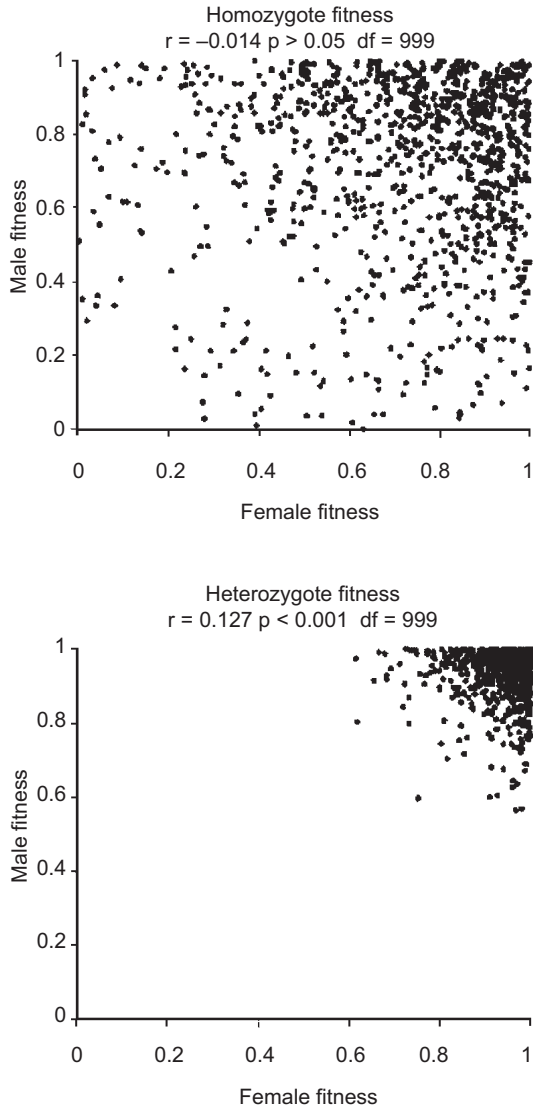 Homozygote fitness
r = –0.014 p > 0.05 df = 999
1
0.8
0.6
0.4
0.2
0
Male fitness
0 0.2 0.4 0.6 0.8 1
Female fitness
Heterozygote fitness
r = 0.127 p < 0.001 df = 999
1
0.8
0.6
0.4
0.2
0
Male fitness
0 0.2 0.4 0.6 0.8 1
Female fitness